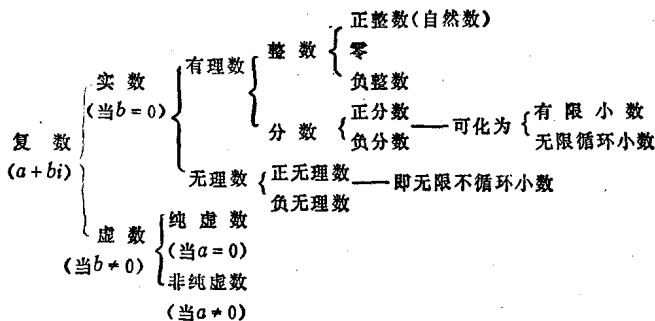 正整数(自然数)
整数 零
有理数 负整数
实数
(当b=0) 分数 正分数 可化为 有限小数
负分数 —— 无限循环小数
复数
(a+bi) 无理数 正无理数 —— 即无限不循环小数
负无理数
虚数 纯虚数
(当b≠0) (当a=0)
非纯虚数
(当a≠0)